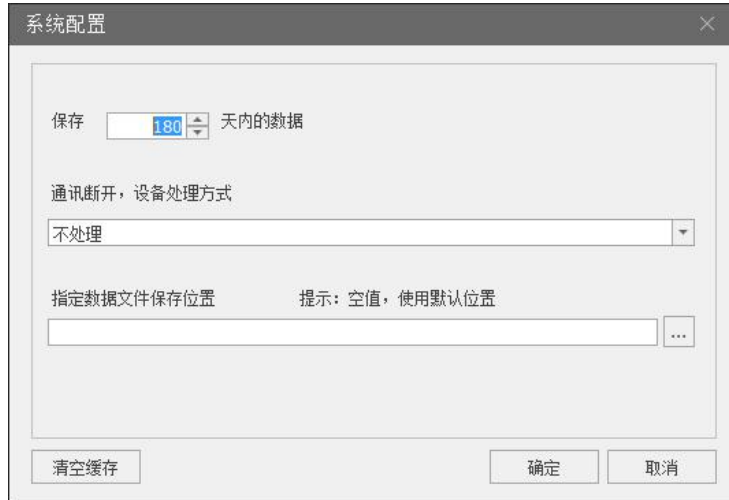 系统配置
保存 180 天内的数据
通讯断开，设备处理方式
不处理
指定数据文件保存位置 提示：空值，使用默认位置
...
清空缓存 确定 取消